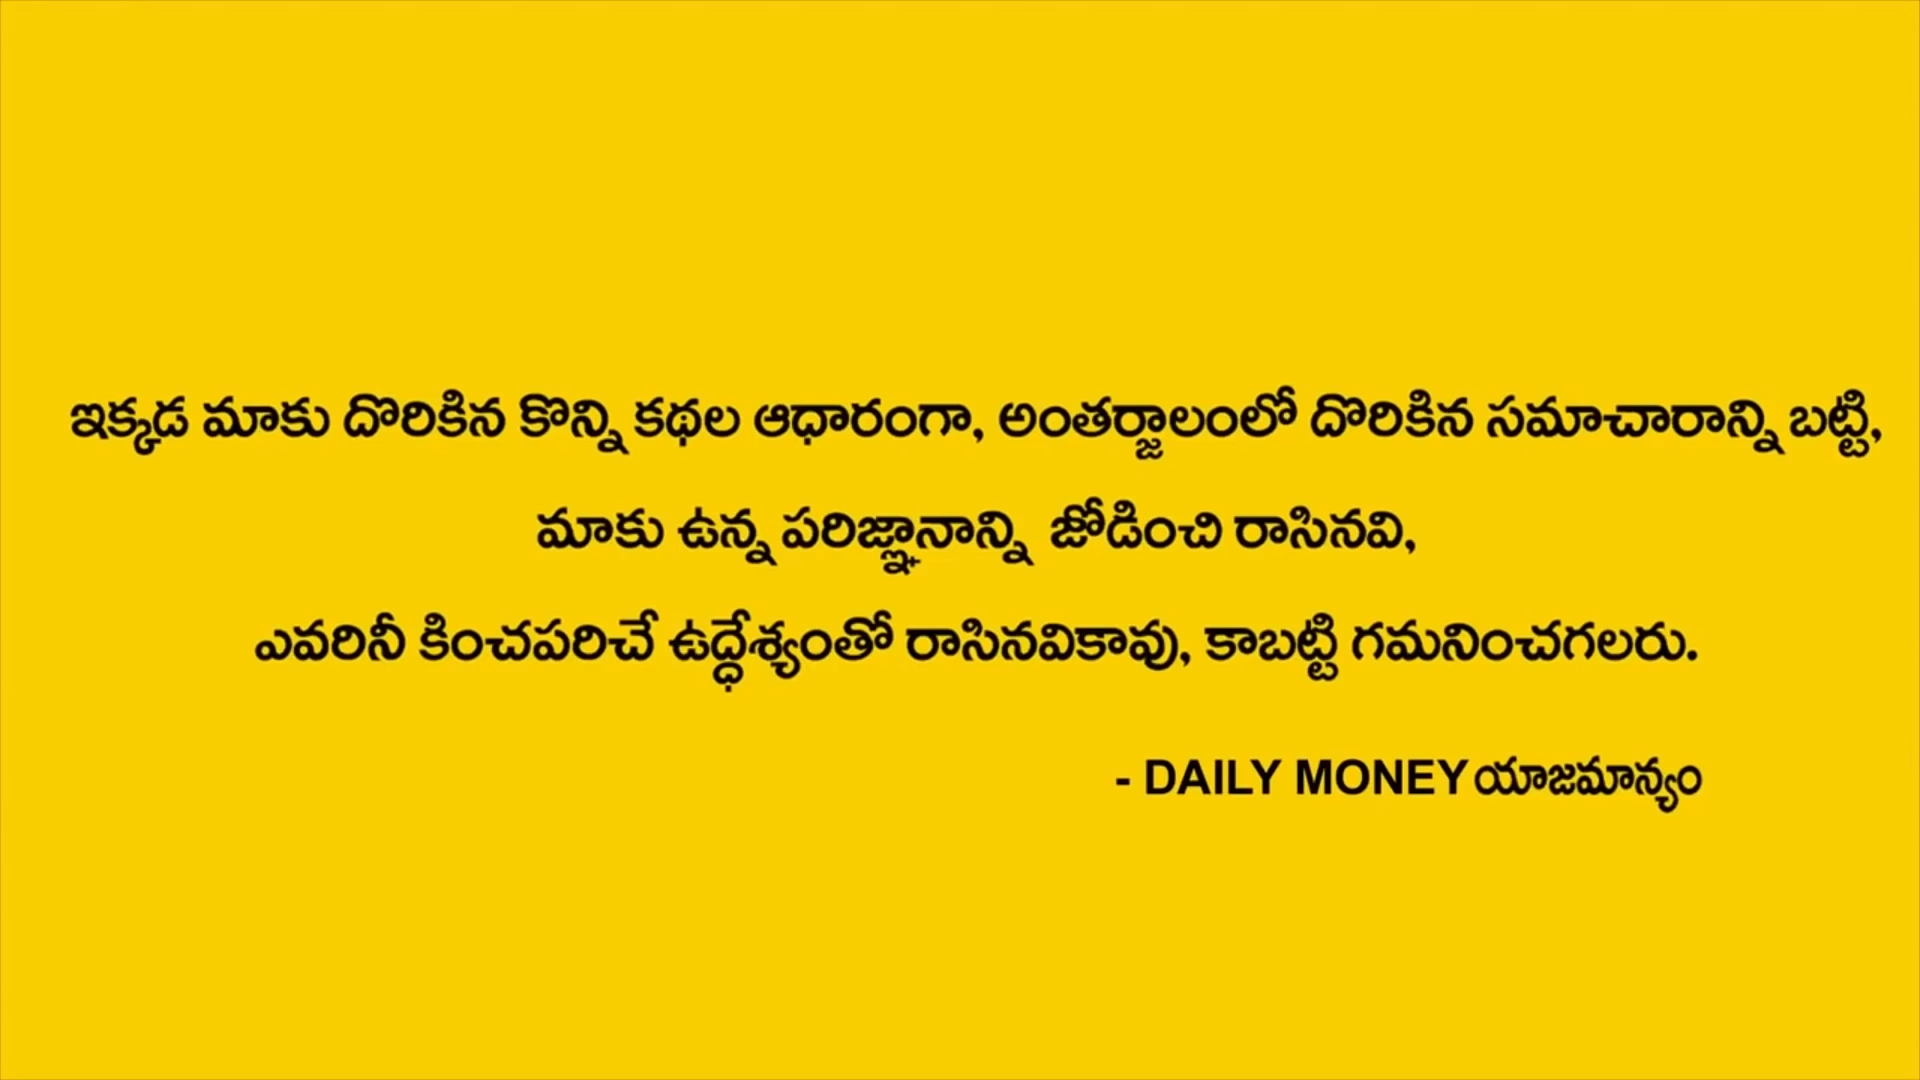 ఇక్కడ మాకు దొరికిన కొన్ని కథల ఆధారంగా, అంతర్జాలంలో దొరికిన సమాచారాన్ని బట్టి,
మాకు ఉన్న పరిజ్ఞానాన్ని జోడించి రాసినవి,
ఎవరినీ కించపరిచే ఉద్ధేశ్యంతో రాసినవికావు, కాబట్టి గమనించగలరు.
- DAILY MONEY యాజమాన్యం